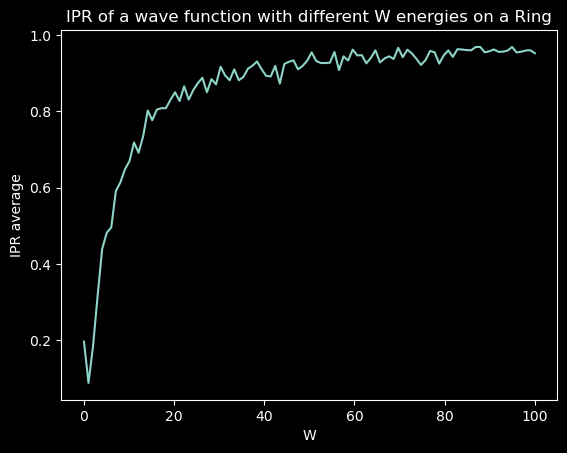 IPR of a wave function with different W energies on a Ring
1.0
0.8
0.6
0.4
0.2
IPR average
0 20 40 60 80 100
W